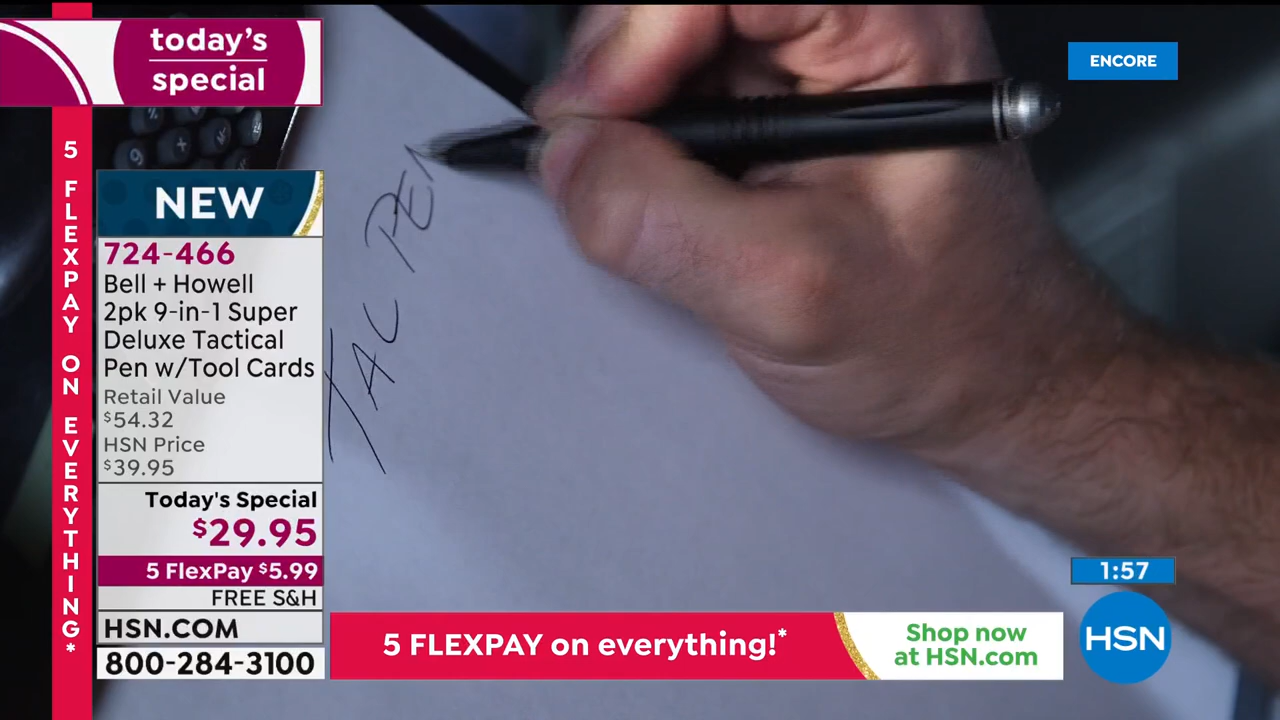 today's
special
ENCORE
5 FLEXPAY ON EVERYTHING*
NEW
724-466
Bell + Howell
2pk 9-in-1 Super
Deluxe Tactical
Pen w/Tool Cards
Retail Value
$54.32
HSN Price
$39.95
Today's Special
$29.95
5 FlexPay $5.99
FREE S&H
HSN.COM
800-284-3100
TAC PEN
1:57
5 FLEXPAY on everything!*
Shop now
at HSN.com
HSN